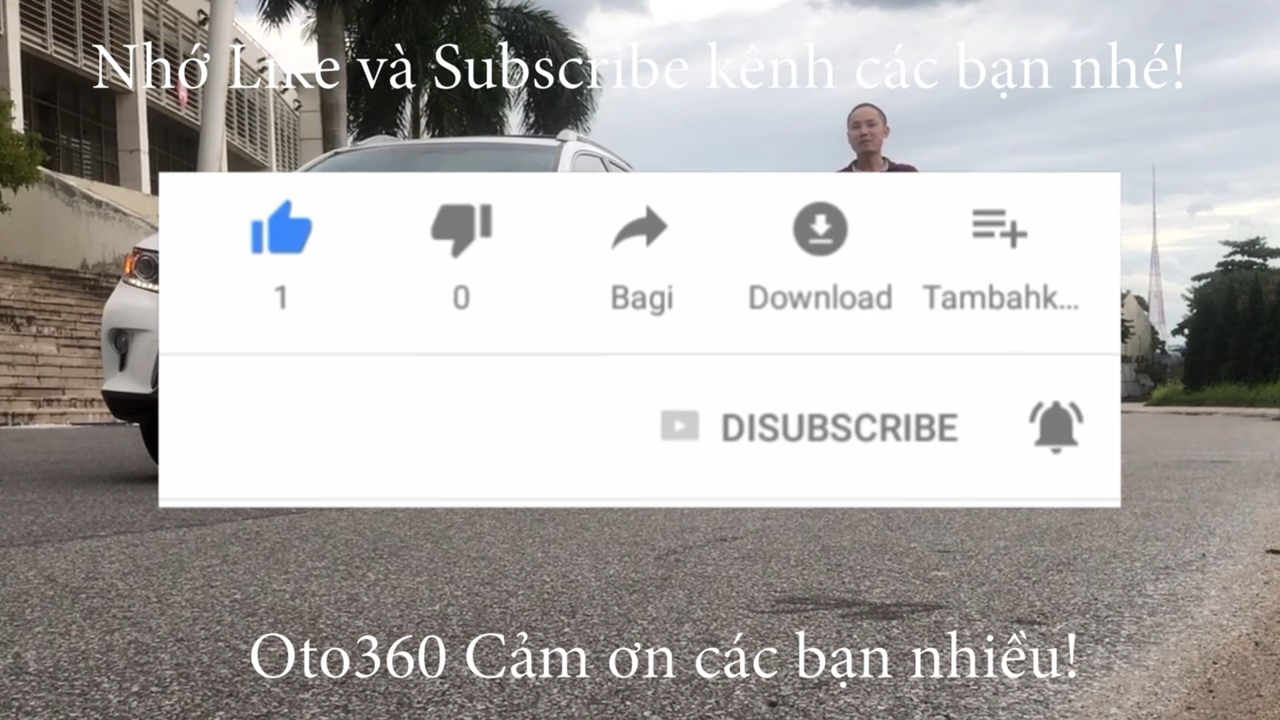 Nhớ Like và Subscribe kênh các bạn nhé!
1 0 Bagi Download Tambahk...
DISUBSCRIBE
Oto360 Cảm ơn các bạn nhiều!